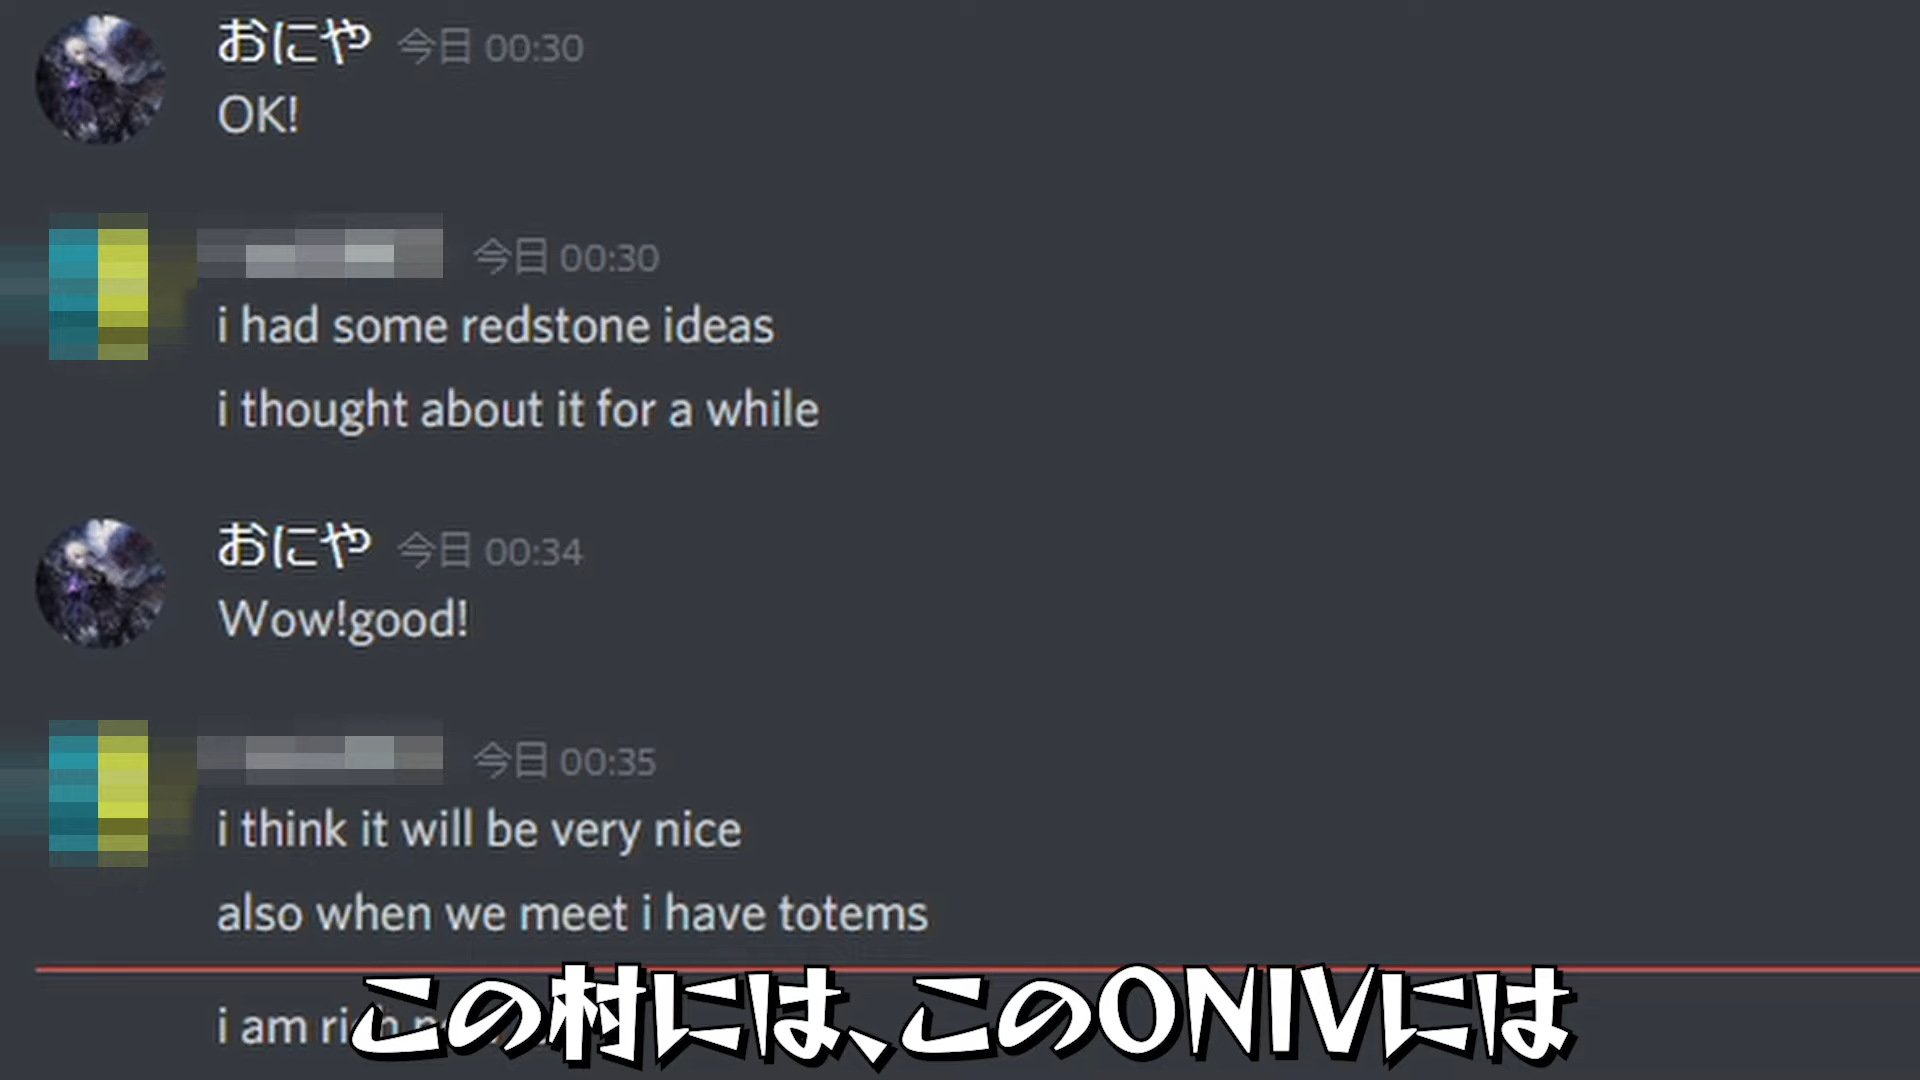 おにや 今日 00:30
OK!
今日 00:30
i had some redstone ideas
i thought about it for a while
おにや 今日 00:34
Wow!good!
今日 00:35
i think it will be very nice
also when we meet i have totems
i am rich
この村には、このONIVには